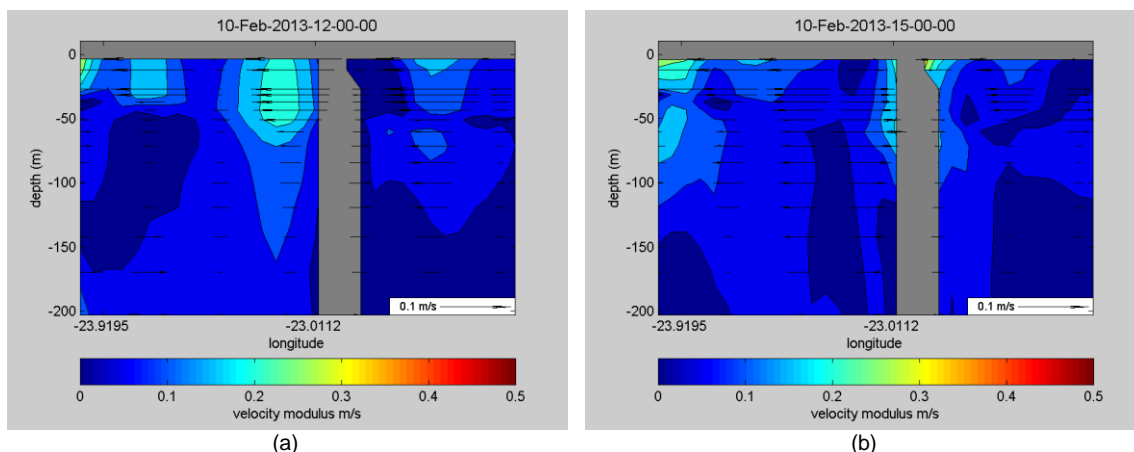 10-Feb-2013-12-00-00
0
-50
-100
-150
-200
depth (m)
0.1 m/s
-23.9195 -23.0112
longitude
0 0.1 0.2 0.3 0.4 0.5
velocity modulus m/s
(a)
10-Feb-2013-15-00-00
0
-50
-100
-150
-200
depth (m)
0.1 m/s
-23.9195 -23.0112
longitude
0 0.1 0.2 0.3 0.4 0.5
velocity modulus m/s
(b)